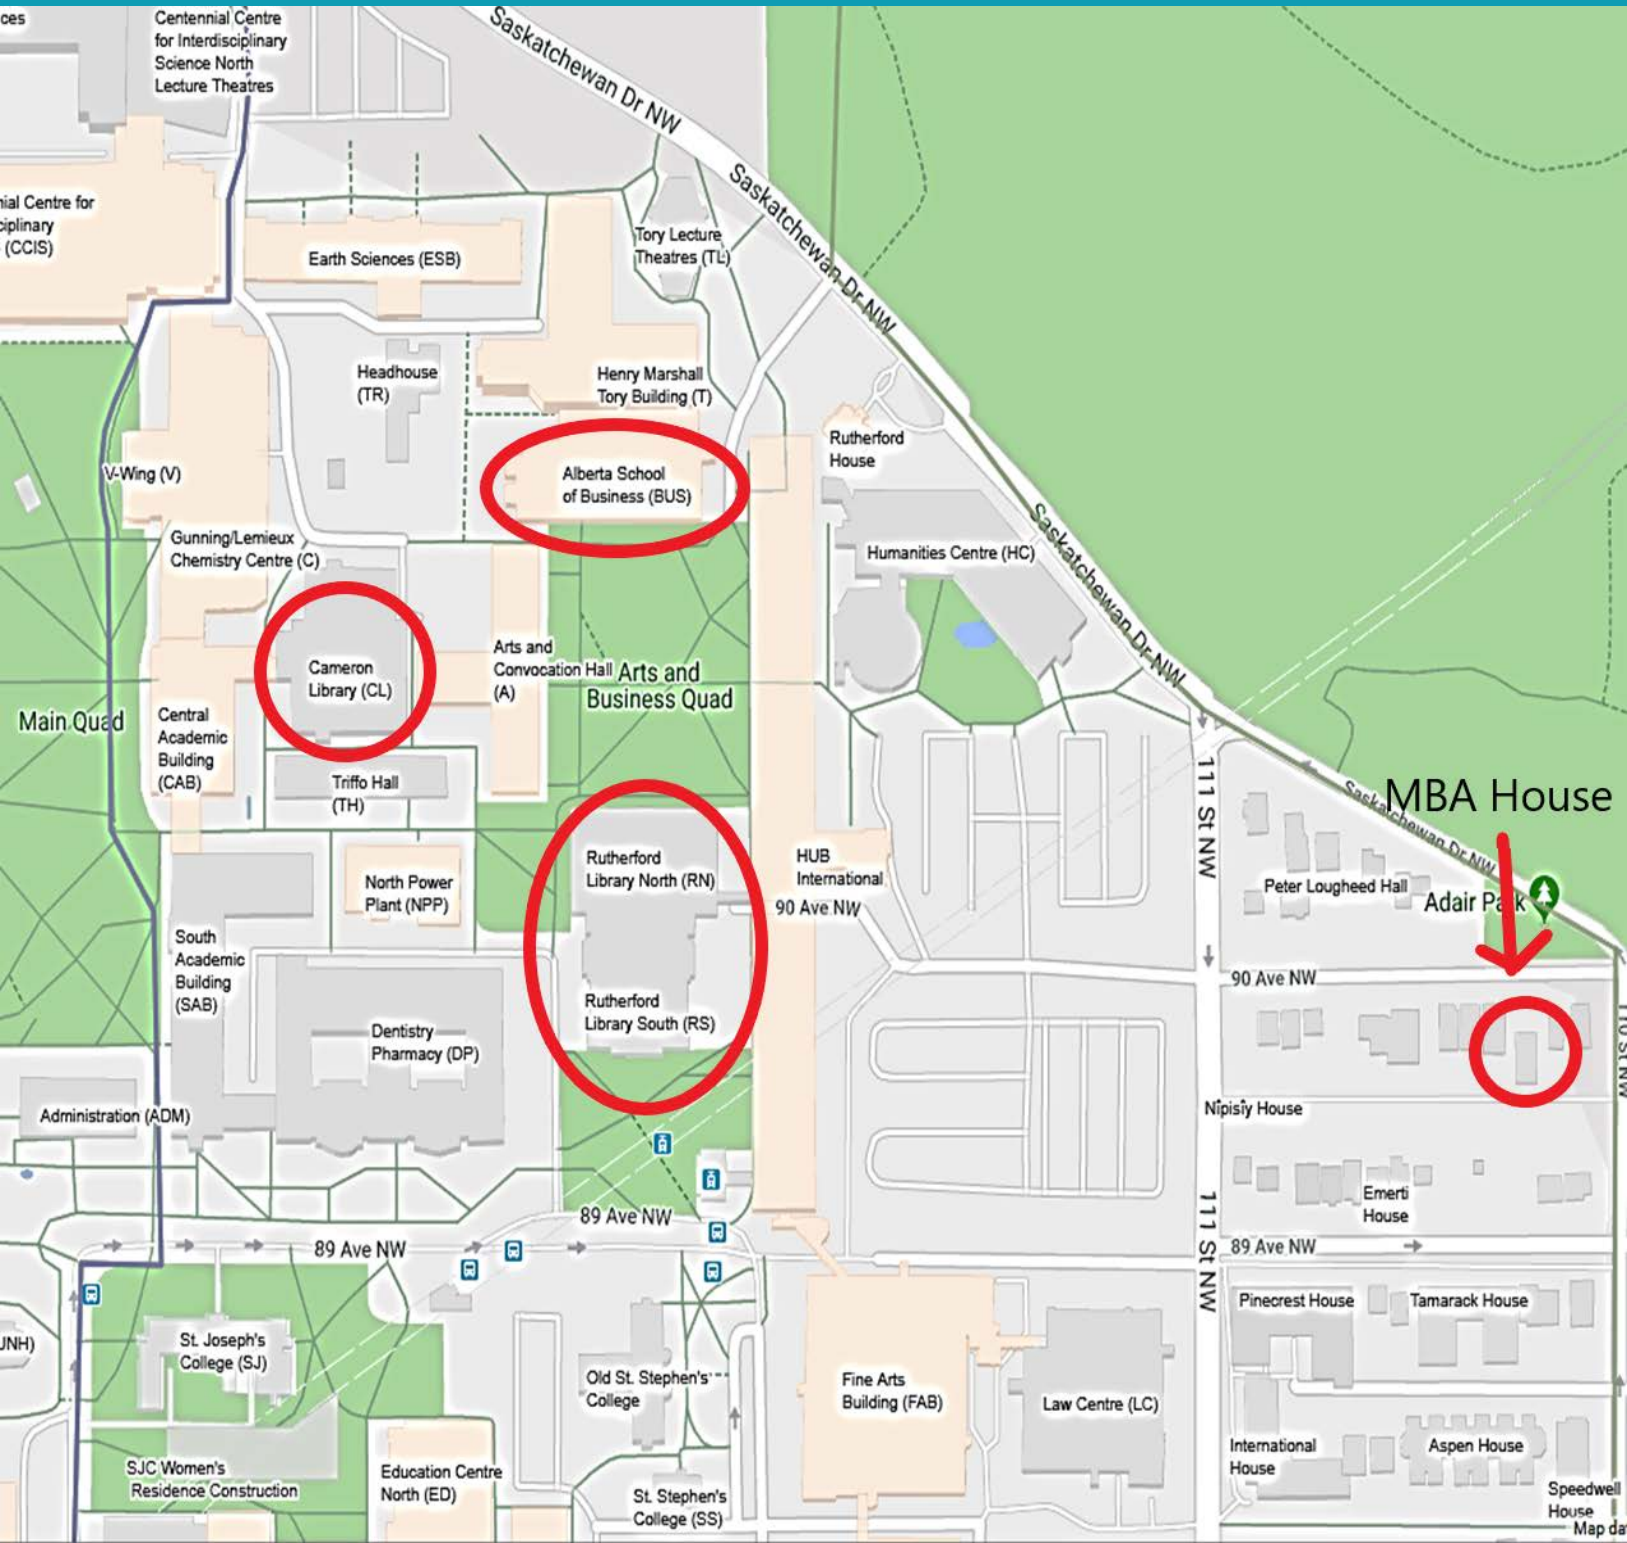 ces
Centennial Centre
for Interdisciplinary
Science North
Lecture Theatres
Saskatchewan Dr NW
Saskatchewan Dr NW
nial Centre for
ciplinary
(CCIS)
Earth Sciences (ESB)
Tory Lecture
Theatres (TL)
Headhouse
(TR)
Henry Marshall
Tory Building (T)
Rutherford
House
V-Wing (V)
Alberta School
of Business (BUS)
Gunning/Lemieux
Chemistry Centre (C)
Humanities Centre (HC)
Saskatchewan Dr NW
Cameron
Library (CL)
Arts and
Convocation Hall
(A)
Arts and
Business Quad
Main Quad
Central
Academic
Building
(CAB)
Triffo Hall
(TH)
111 St NW
MBA House
Saskatchewan Dr NW
Rutherford
Library North (RN)
HUB
International
90 Ave NW
North Power
Plant (NPP)
Peter Lougheed Hall
Adair Park
South
Academic
Building
(SAB)
90 Ave NW
Rutherford
Library South (RS)
Dentistry
Pharmacy (DP)
110 St NW
Administration (ADM)
Nipisiy House
Emerti
House
89 Ave NW
89 Ave NW
111 St NW
89 Ave NW
Pinecrest House
Tamarack House
JNH)
St. Joseph's
College (SJ)
Old St. Stephen's
College
Fine Arts
Building (FAB)
Law Centre (LC)
International
House
Aspen House
SJC Women's
Residence Construction
Education Centre
North (ED)
St. Stephen's
College (SS)
Speedwell
House
Map da